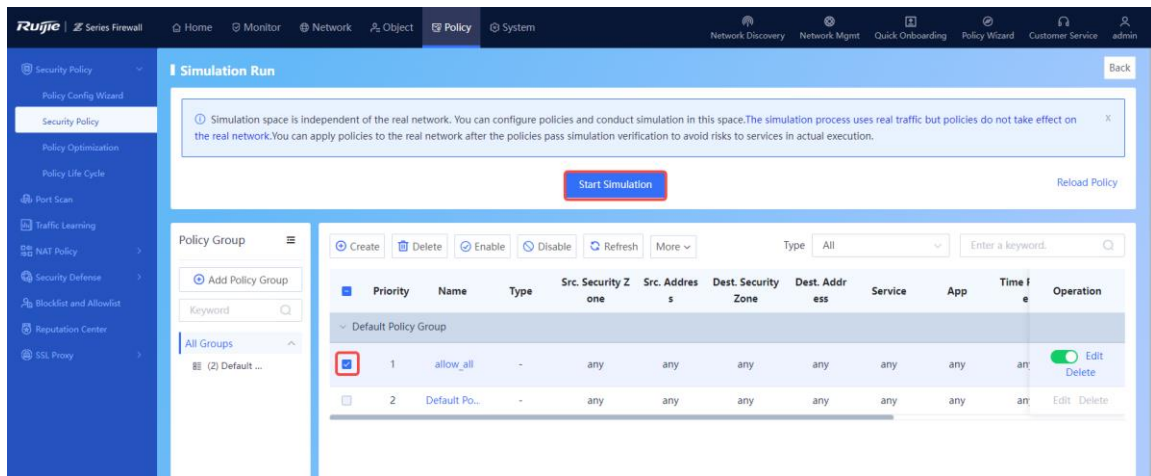 Ruijie | Z Series Firewall
Home
Monitor
Network
Object
Policy
System
Network Discovery
Network Mgmt
Quick Onboarding
Policy Wizard
Customer Service
admin
Security Policy
Policy Config Wizard
Security Policy
Policy Optimization
Policy Life Cycle
Port Scan
Traffic Learning
NAT Policy
Security Defense
Blocklist and Allowlist
Reputation Center
SSL Proxy
Simulation Run
Back
Simulation space is independent of the real network. You can configure policies and conduct simulation in this space.The simulation process uses real traffic but policies do not take effect on
the real network.You can apply policies to the real network after the policies pass simulation verification to avoid risks to services in actual execution.
X
Start Simulation
Reload Policy
Policy Group
Add Policy Group
Keyword
All Groups
(2) Default ...
Create
Delete
Enable
Disable
Refresh
More
Type
All
Enter a keyword.
Priority
Name
Type
Src. Security Z
one
Src. Addres
s
Dest. Security
Zone
Dest. Addr
ess
Service
App
Time
e
Operation
Default Policy Group
1 allow_all - any any any any any any an Edit
Delete
2 Default Po... - any any any any any any an Edit Delete